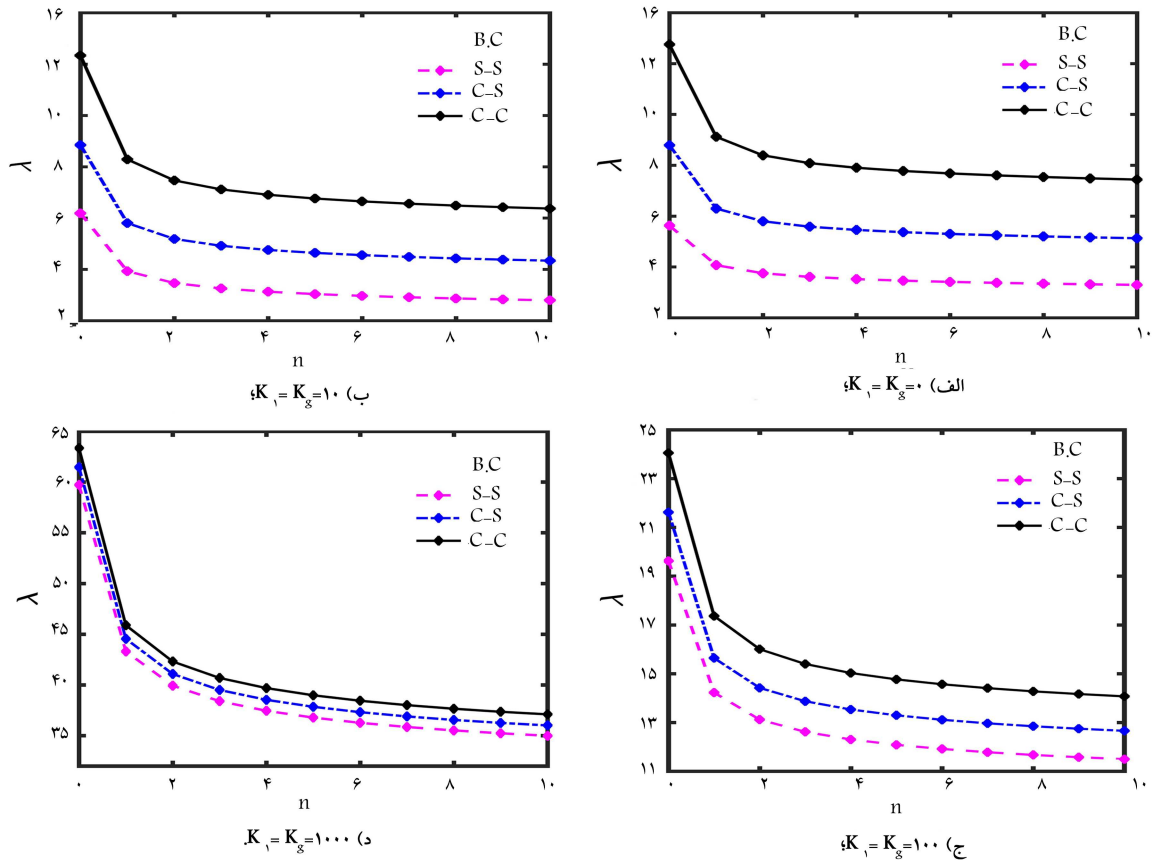 ۱۶
۱۴
۱۲
۱۰
۸
۶
۴
۲
λ
B.C
S–S
C–S
C–C
۰ ۲ ۴ ۶ ۸ ۱۰
n
الف) K۱= Kg=۰؛
۱۶
۱۲
۱۰
۸
۶
۴
۲
λ
B.C
S–S
C–S
C–C
۰ ۲ ۴ ۶ ۸ ۱۰
n
ب) K۱= Kg=۱۰؛
۲۵
۲۳
۲۱
۱۹
۱۷
۱۵
۱۳
۱۱
λ
B.C
S–S
C–S
C–C
۰ ۲ ۴ ۶ ۸ ۱۰
n
ج) K۱= Kg=۱۰۰؛
۶۵
۶۰
۵۵
۵۰
۴۵
۴۰
۳۵
λ
B.C
S–S
C–S
C–C
۰ ۲ ۴ ۶ ۸ ۱۰
n
د) K۱= Kg=۱۰۰۰.